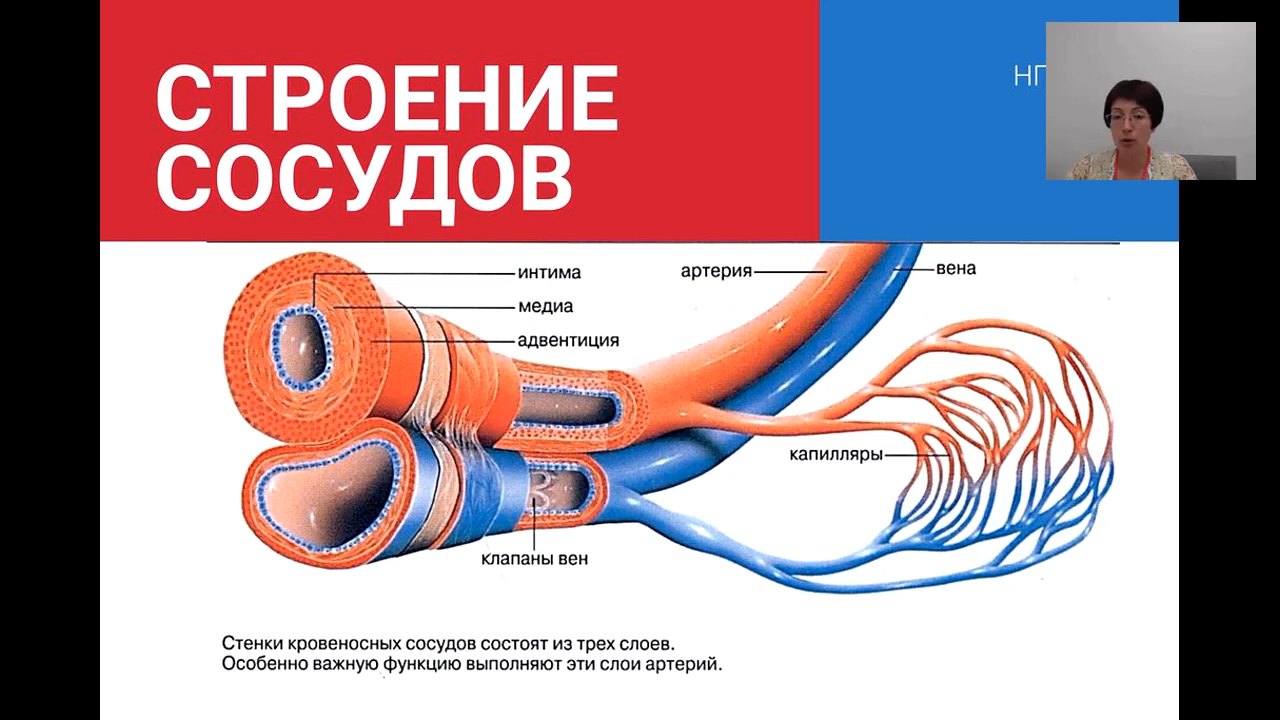 СТРОЕНИЕ
СОСУДОВ
интима
медиа
адвентиция
артерия
вена
капилляры
клапаны вен
Стенки кровеносных сосудов состоят из трех слоев.
Особенно важную функцию выполняют эти слои артерий.